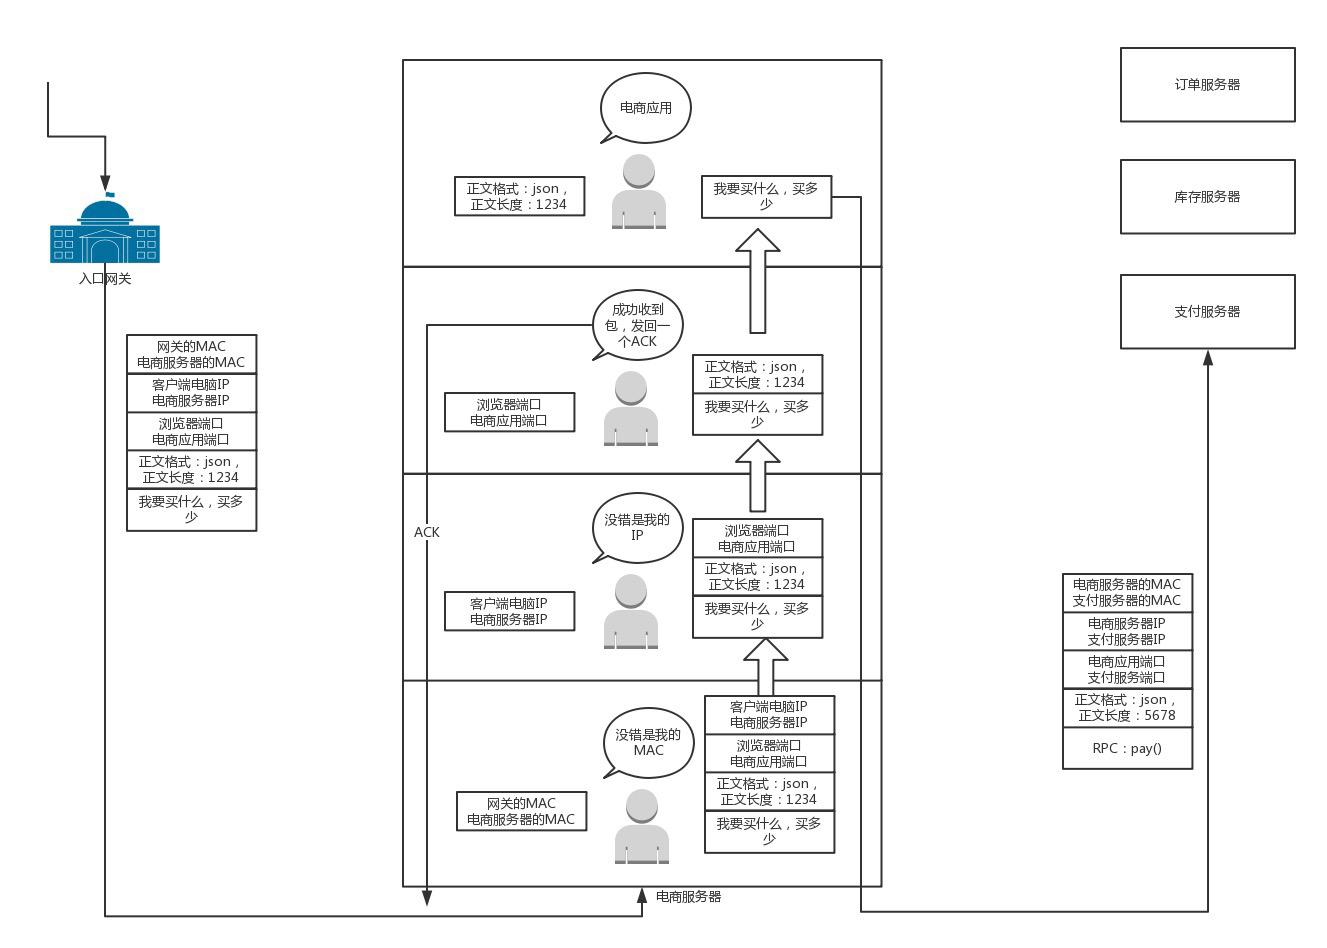 入口网关
网关的MAC
电商服务器的MAC
客户端电脑IP
电商服务器IP
浏览器端口
电商应用端口
正文格式：json，
正文长度：1234
我要买什么，买多
少
电商应用
正文格式：json，
正文长度：1234
我要买什么，买多
少
成功收到
包，发回一
个ACK
浏览器端口
电商应用端口
正文格式：json，
正文长度：1234
我要买什么，买多
少
ACK
没错是我的
IP
客户端电脑IP
电商服务器IP
浏览器端口
电商应用端口
正文格式：json，
正文长度：1234
我要买什么，买多
少
没错是我的
MAC
网关的MAC
电商服务器的MAC
客户端电脑IP
电商服务器IP
浏览器端口
电商应用端口
正文格式：json，
正文长度：1234
我要买什么，买多
少
电商服务器
订单服务器
库存服务器
支付服务器
电商服务器的MAC
支付服务器的MAC
电商服务器IP
支付服务器IP
电商应用端口
支付服务端口
正文格式：json，
正文长度：5678
RPC：pay()